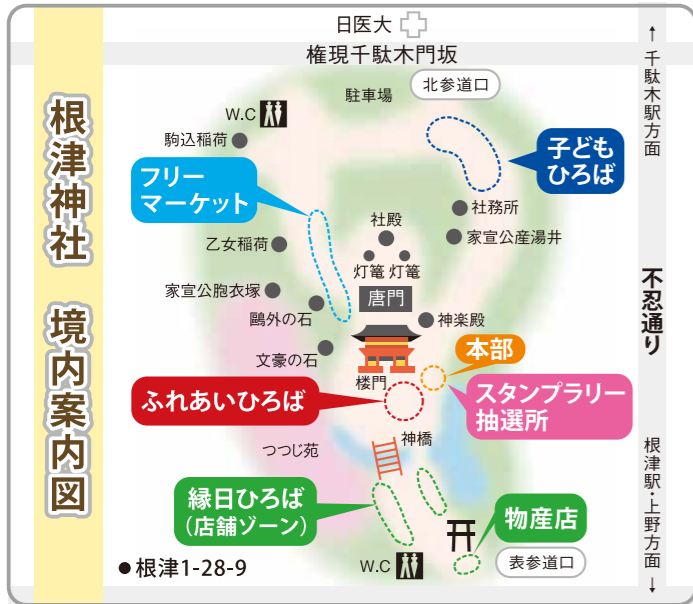 日医大
権現千駄木門坂
根津神社 境内案内図
駐車場
北参道口
↑千駄木駅方面
W.C
駒込稲荷
子ども
ひろば
フリー
マーケット
社務所
社殿
家宣公産湯井
乙女稲荷
灯篭 灯篭
家宣公胞衣塚
唐門
不忍通り
鷗外の石
神楽殿
文豪の石
本部
楼門
スタンプラリー
抽選所
ふれあいひろば
つつじ苑
神橋
根津駅・上野方面↓
縁日ひろば
(店舗ゾーン)
物産店
W.C
表参道口
●根津1-28-9